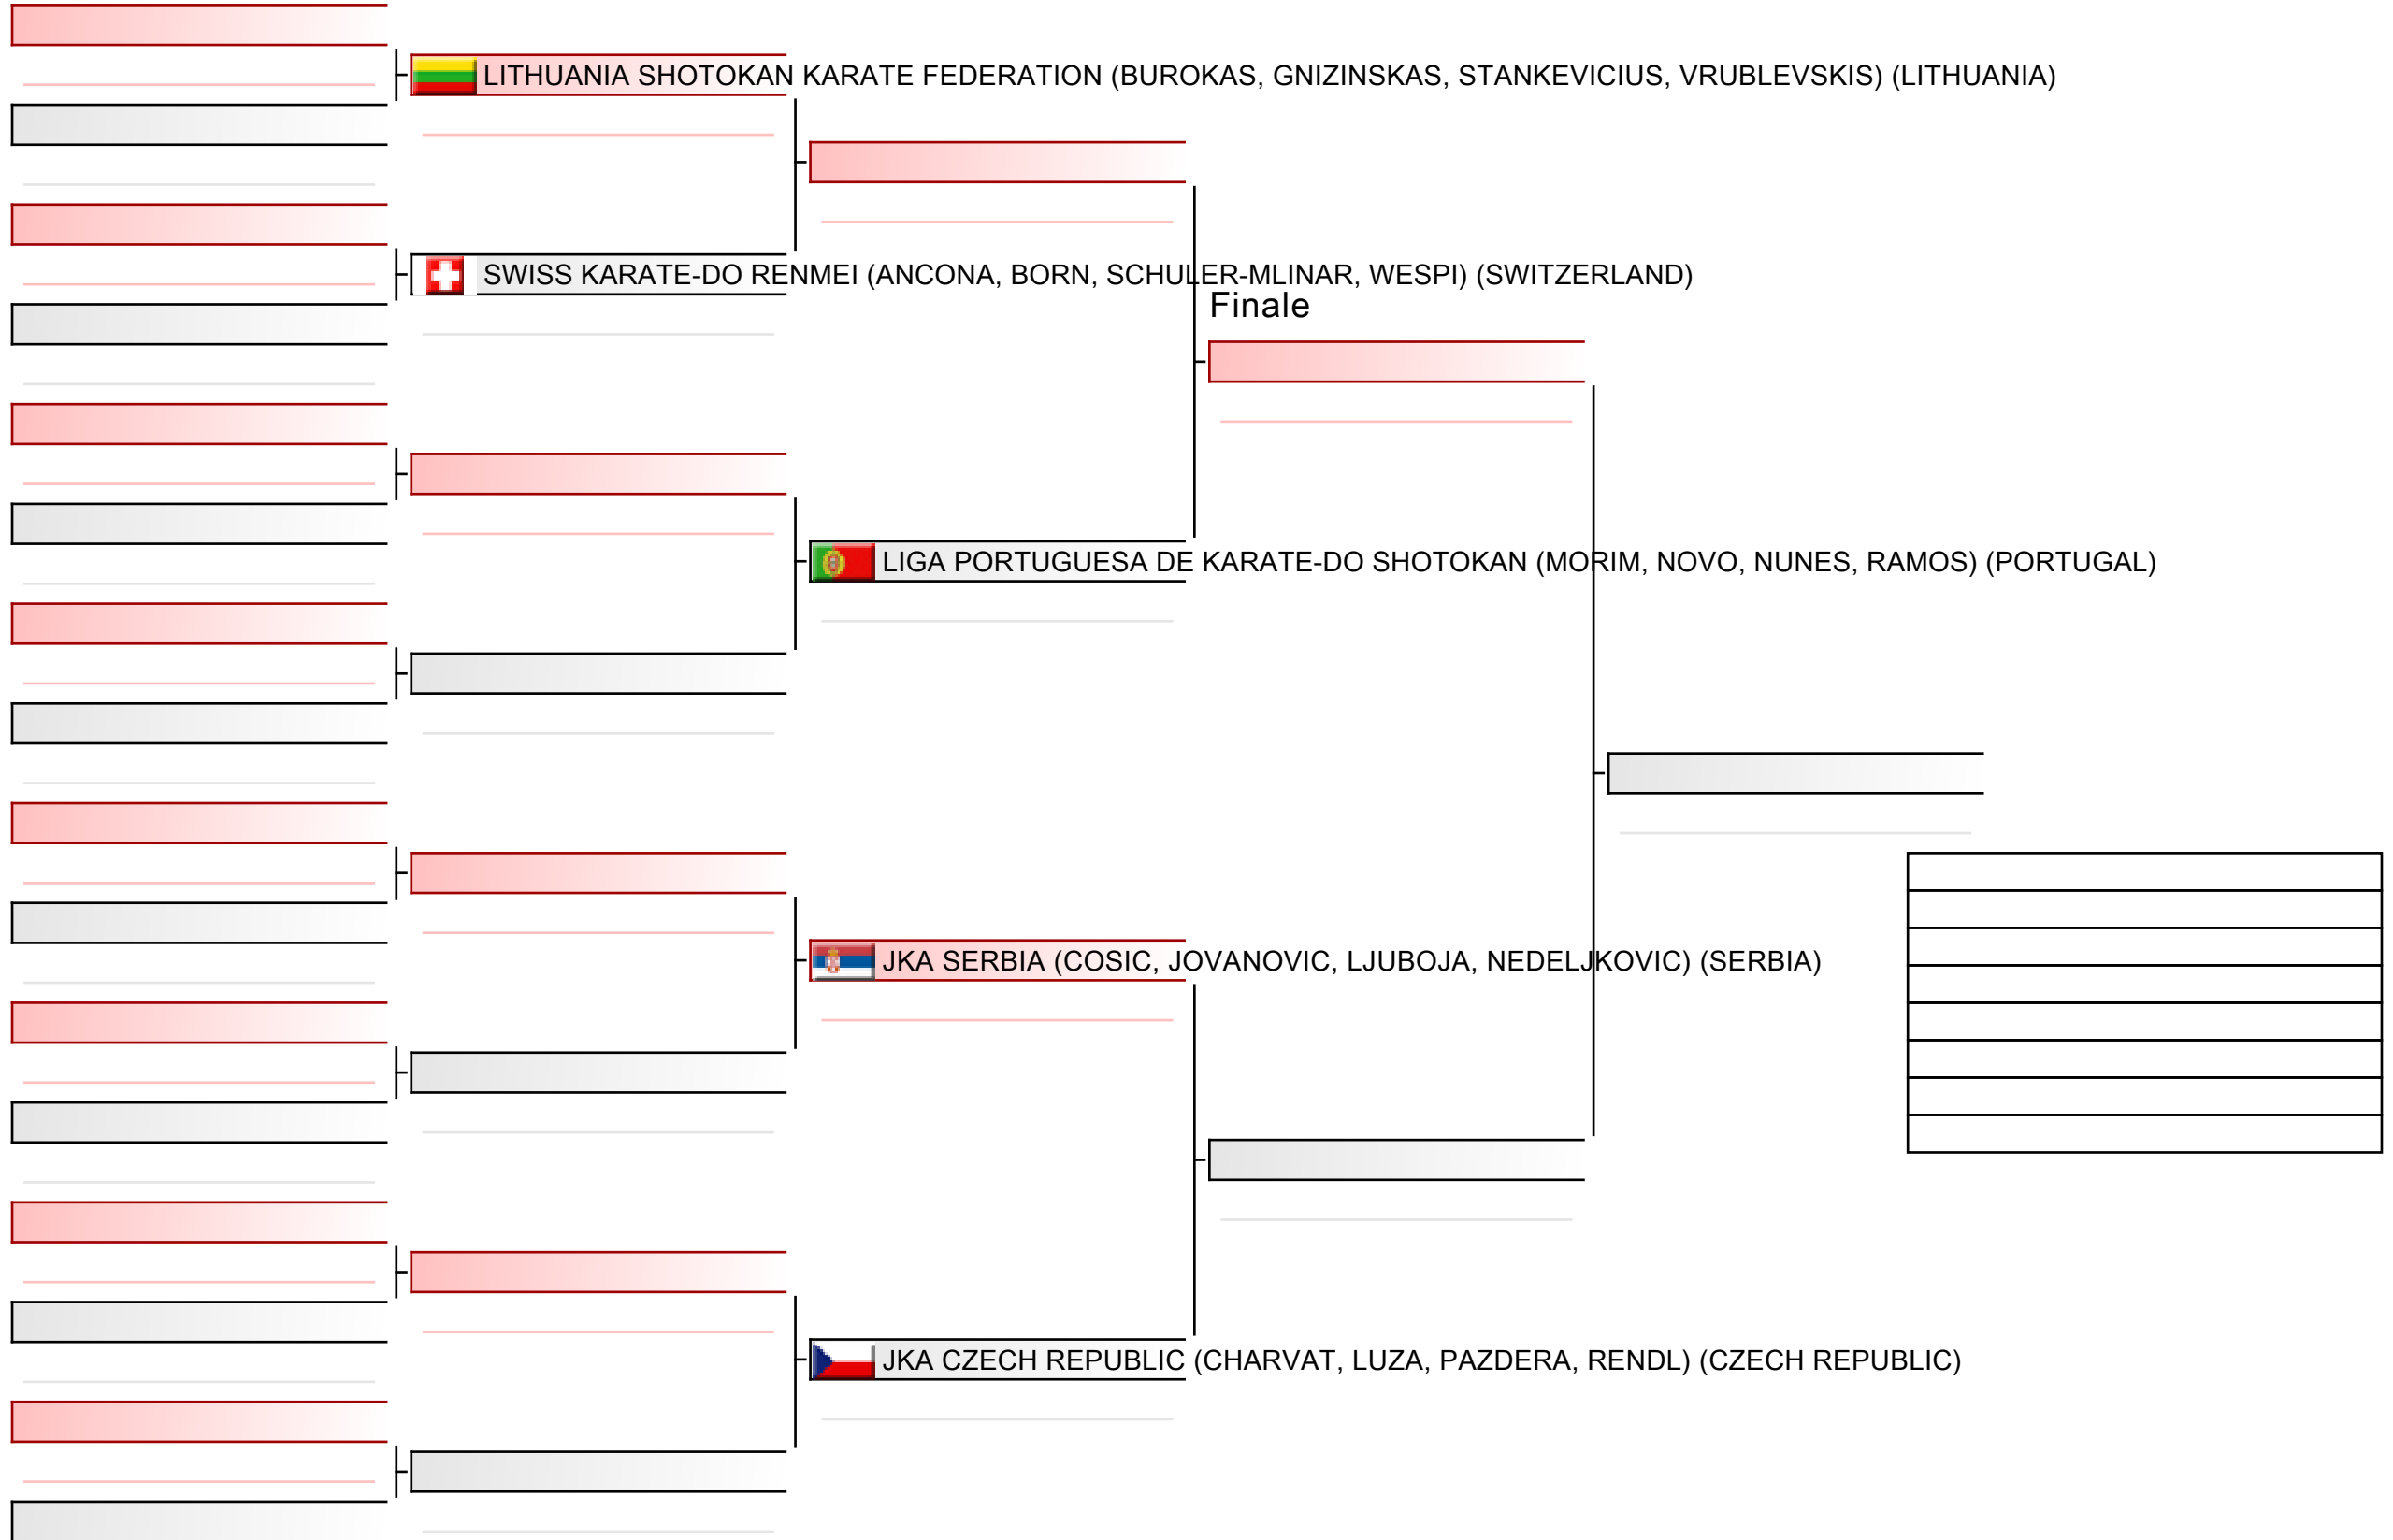 LITHUANIA SHOTOKAN KARATE FEDERATION (BUROKAS, GNIZINSKAS, STANKEVICIUS, VRUBLEVSKIS) (LITHUANIA)
SWISS KARATE-DO RENMEI (ANCONA, BORN, SCHULER-MLINAR, WESPI) (SWITZERLAND)
Finale
LIGA PORTUGUESA DE KARATE-DO SHOTOKAN (MORIM, NOVO, NUNES, RAMOS) (PORTUGAL)
JKA SERBIA (COSIC, JOVANOVIC, LJUBOJA, NEDELJKOVIC) (SERBIA)
JKA CZECH REPUBLIC (CHARVAT, LUZA, PAZDERA, RENDL) (CZECH REPUBLIC)